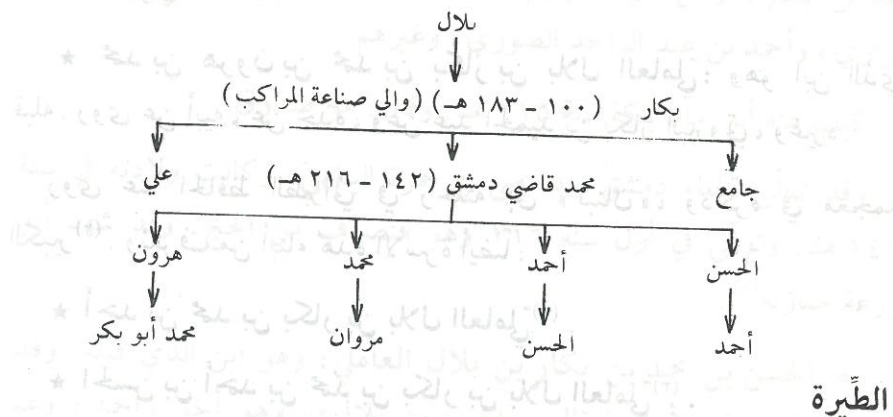 بلال
بكار (١٠٠ - ١٨٣ هـ) (والي صناعة المراكب)
جامع محمد قاضي دمشق (١٤٢ - ٢١٦ هـ) علي
الحسن أحمد محمد هرون
أحمد الحسن مروان محمد أبو بكر
الطِّيرة